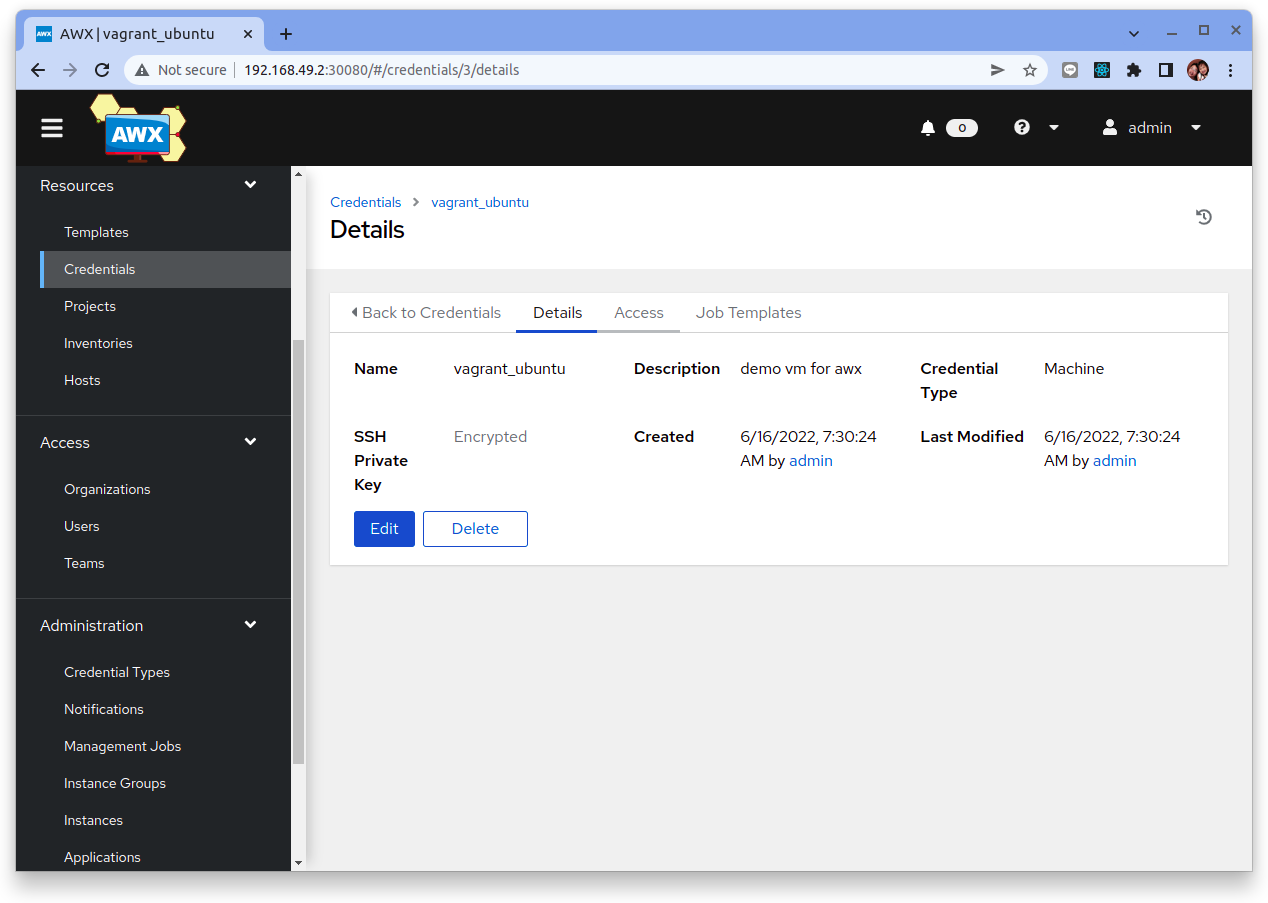 AWX
AWX | vagrant_ubuntu
Not secure
192.168.49.2:30080/#/credentials/3/details
AWX
0
admin
Resources
Templates
Credentials
Projects
Inventories
Hosts
Access
Organizations
Users
Teams
Administration
Credential Types
Notifications
Management Jobs
Instance Groups
Instances
Applications
Credentials
vagrant_ubuntu
Details
Back to Credentials
Details
Access
Job Templates
Name
vagrant_ubuntu
Description
demo vm for awx
Credential
Type
Machine
SSH
Private
Key
Encrypted
Created
6/16/2022, 7:30:24
AM by admin
Last Modified
6/16/2022, 7:30:24
AM by admin
Edit
Delete